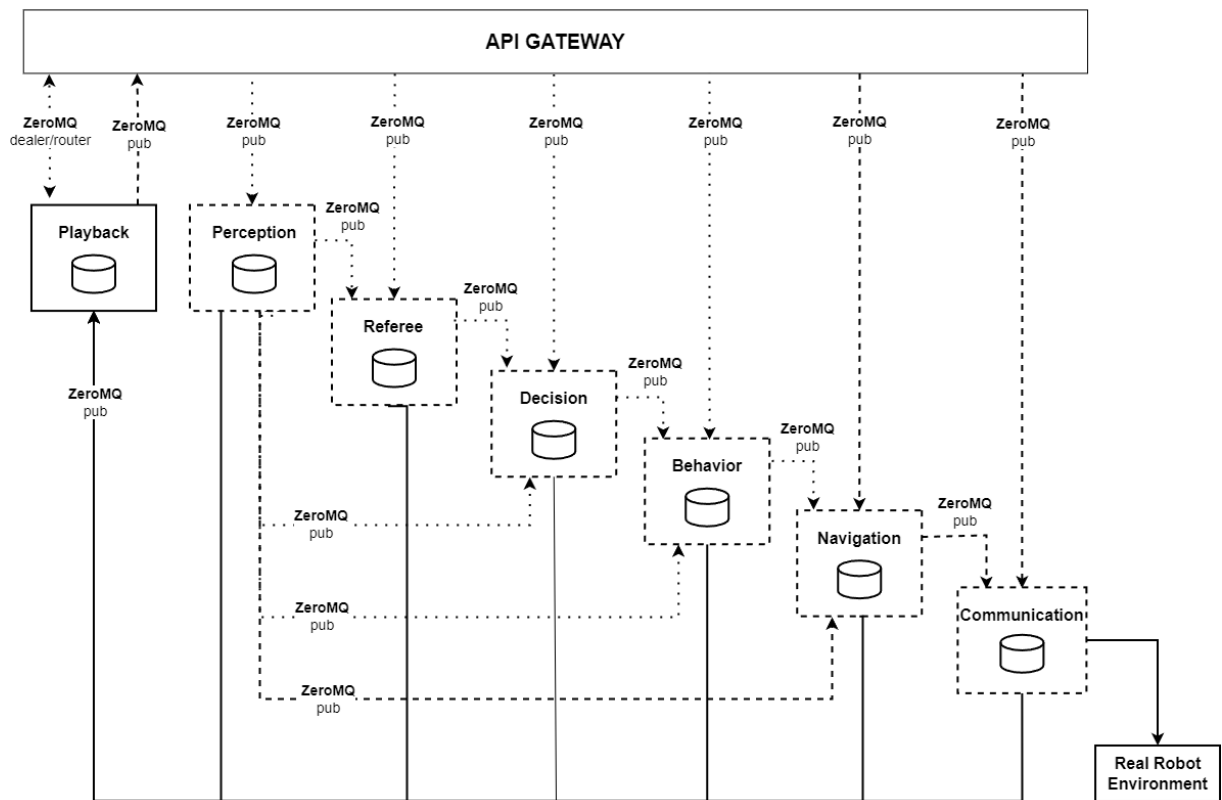 API GATEWAY
ZeroMQ
dealer/router
ZeroMQ
pub
ZeroMQ
pub
ZeroMQ
pub
ZeroMQ
pub
ZeroMQ
pub
ZeroMQ
pub
ZeroMQ
pub
Playback
Perception
ZeroMQ
pub
Referee
ZeroMQ
pub
Decision
ZeroMQ
pub
Behavior
ZeroMQ
pub
Navigation
ZeroMQ
pub
Communication
ZeroMQ
pub
ZeroMQ
pub
ZeroMQ
pub
ZeroMQ
pub
Real Robot
Environment